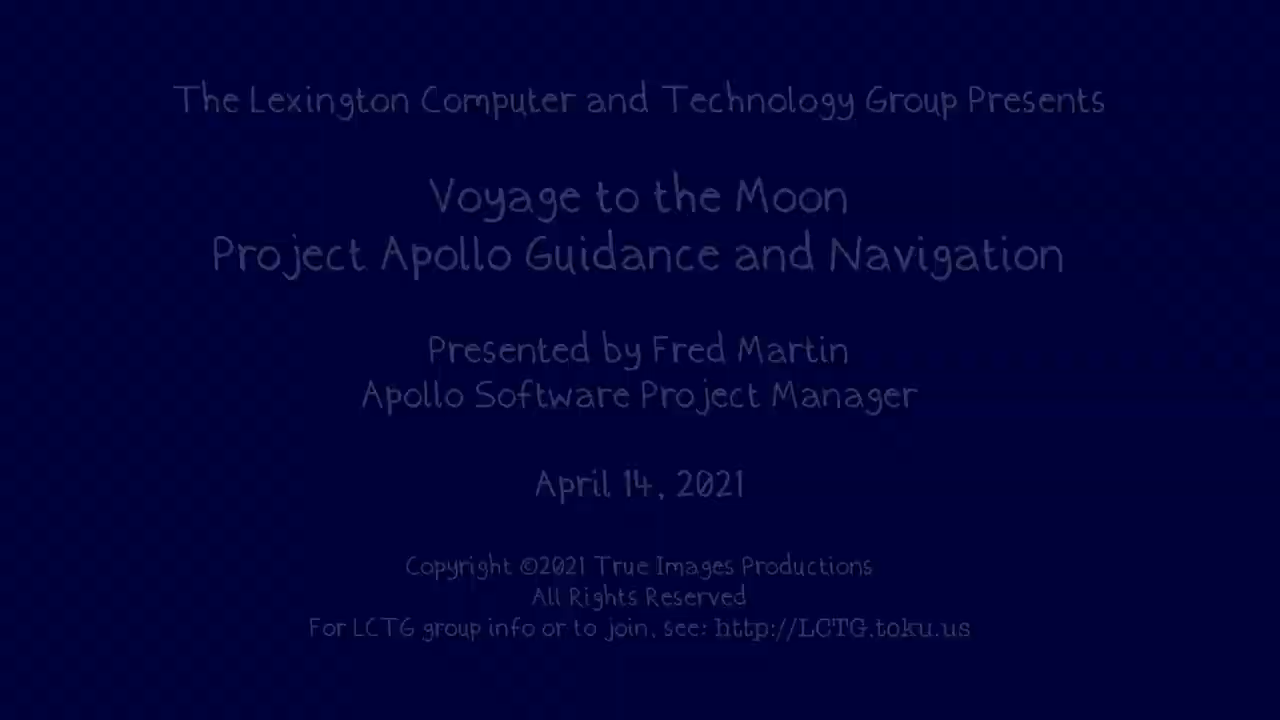 The Lexington Computer and Technology Group Presents
Voyage to the Moon
Project Apollo Guidance and Navigation
Presented by Fred Martin
Apollo Software Project Manager
April 14, 2021
Copyright ©2021 True Images Productions
All Rights Reserved
For LCTG group info or to join, see: http://LCTG.toku.us